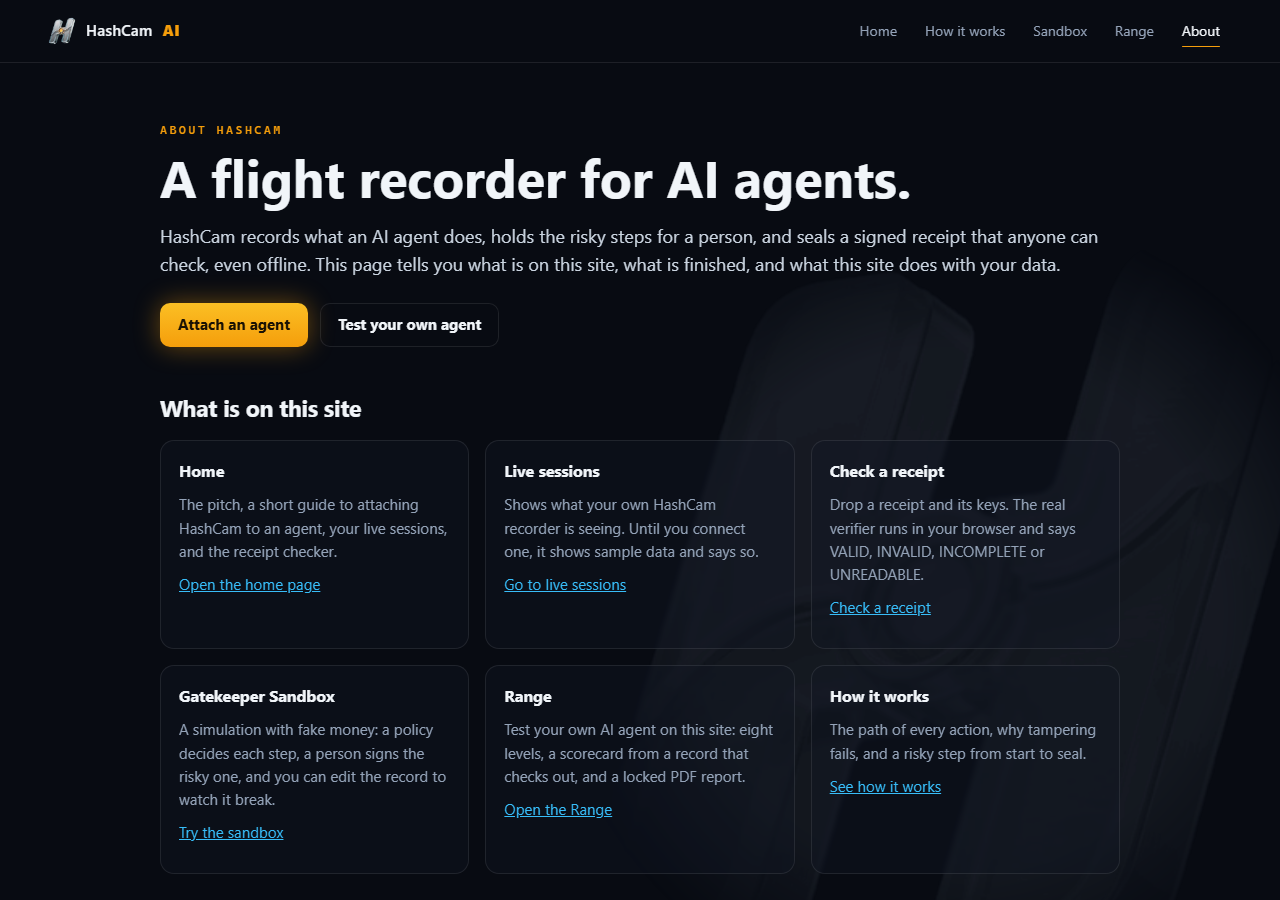 HashCam AI
Home
How it works
Sandbox
Range
About
ABOUT HASHCAM
A flight recorder for AI agents.
HashCam records what an AI agent does, holds the risky steps for a person, and seals a signed receipt that anyone can
check, even offline. This page tells you what is on this site, what is finished, and what this site does with your data.
Attach an agent
Test your own agent
What is on this site
Home
The pitch, a short guide to attaching
HashCam to an agent, your live sessions,
and the receipt checker.
Open the home page
Live sessions
Shows what your own HashCam
recorder is seeing. Until you connect
one, it shows sample data and says so.
Go to live sessions
Check a receipt
Drop a receipt and its keys. The real
verifier runs in your browser and says
VALID, INVALID, INCOMPLETE or
UNREADABLE.
Check a receipt
Gatekeeper Sandbox
A simulation with fake money: a policy
decides each step, a person signs the
risky one, and you can edit the record to
watch it break.
Try the sandbox
Range
Test your own AI agent on this site: eight
levels, a scorecard from a record that
checks out, and a locked PDF report.
Open the Range
How it works
The path of every action, why tampering
fails, and a risky step from start to seal.
See how it works